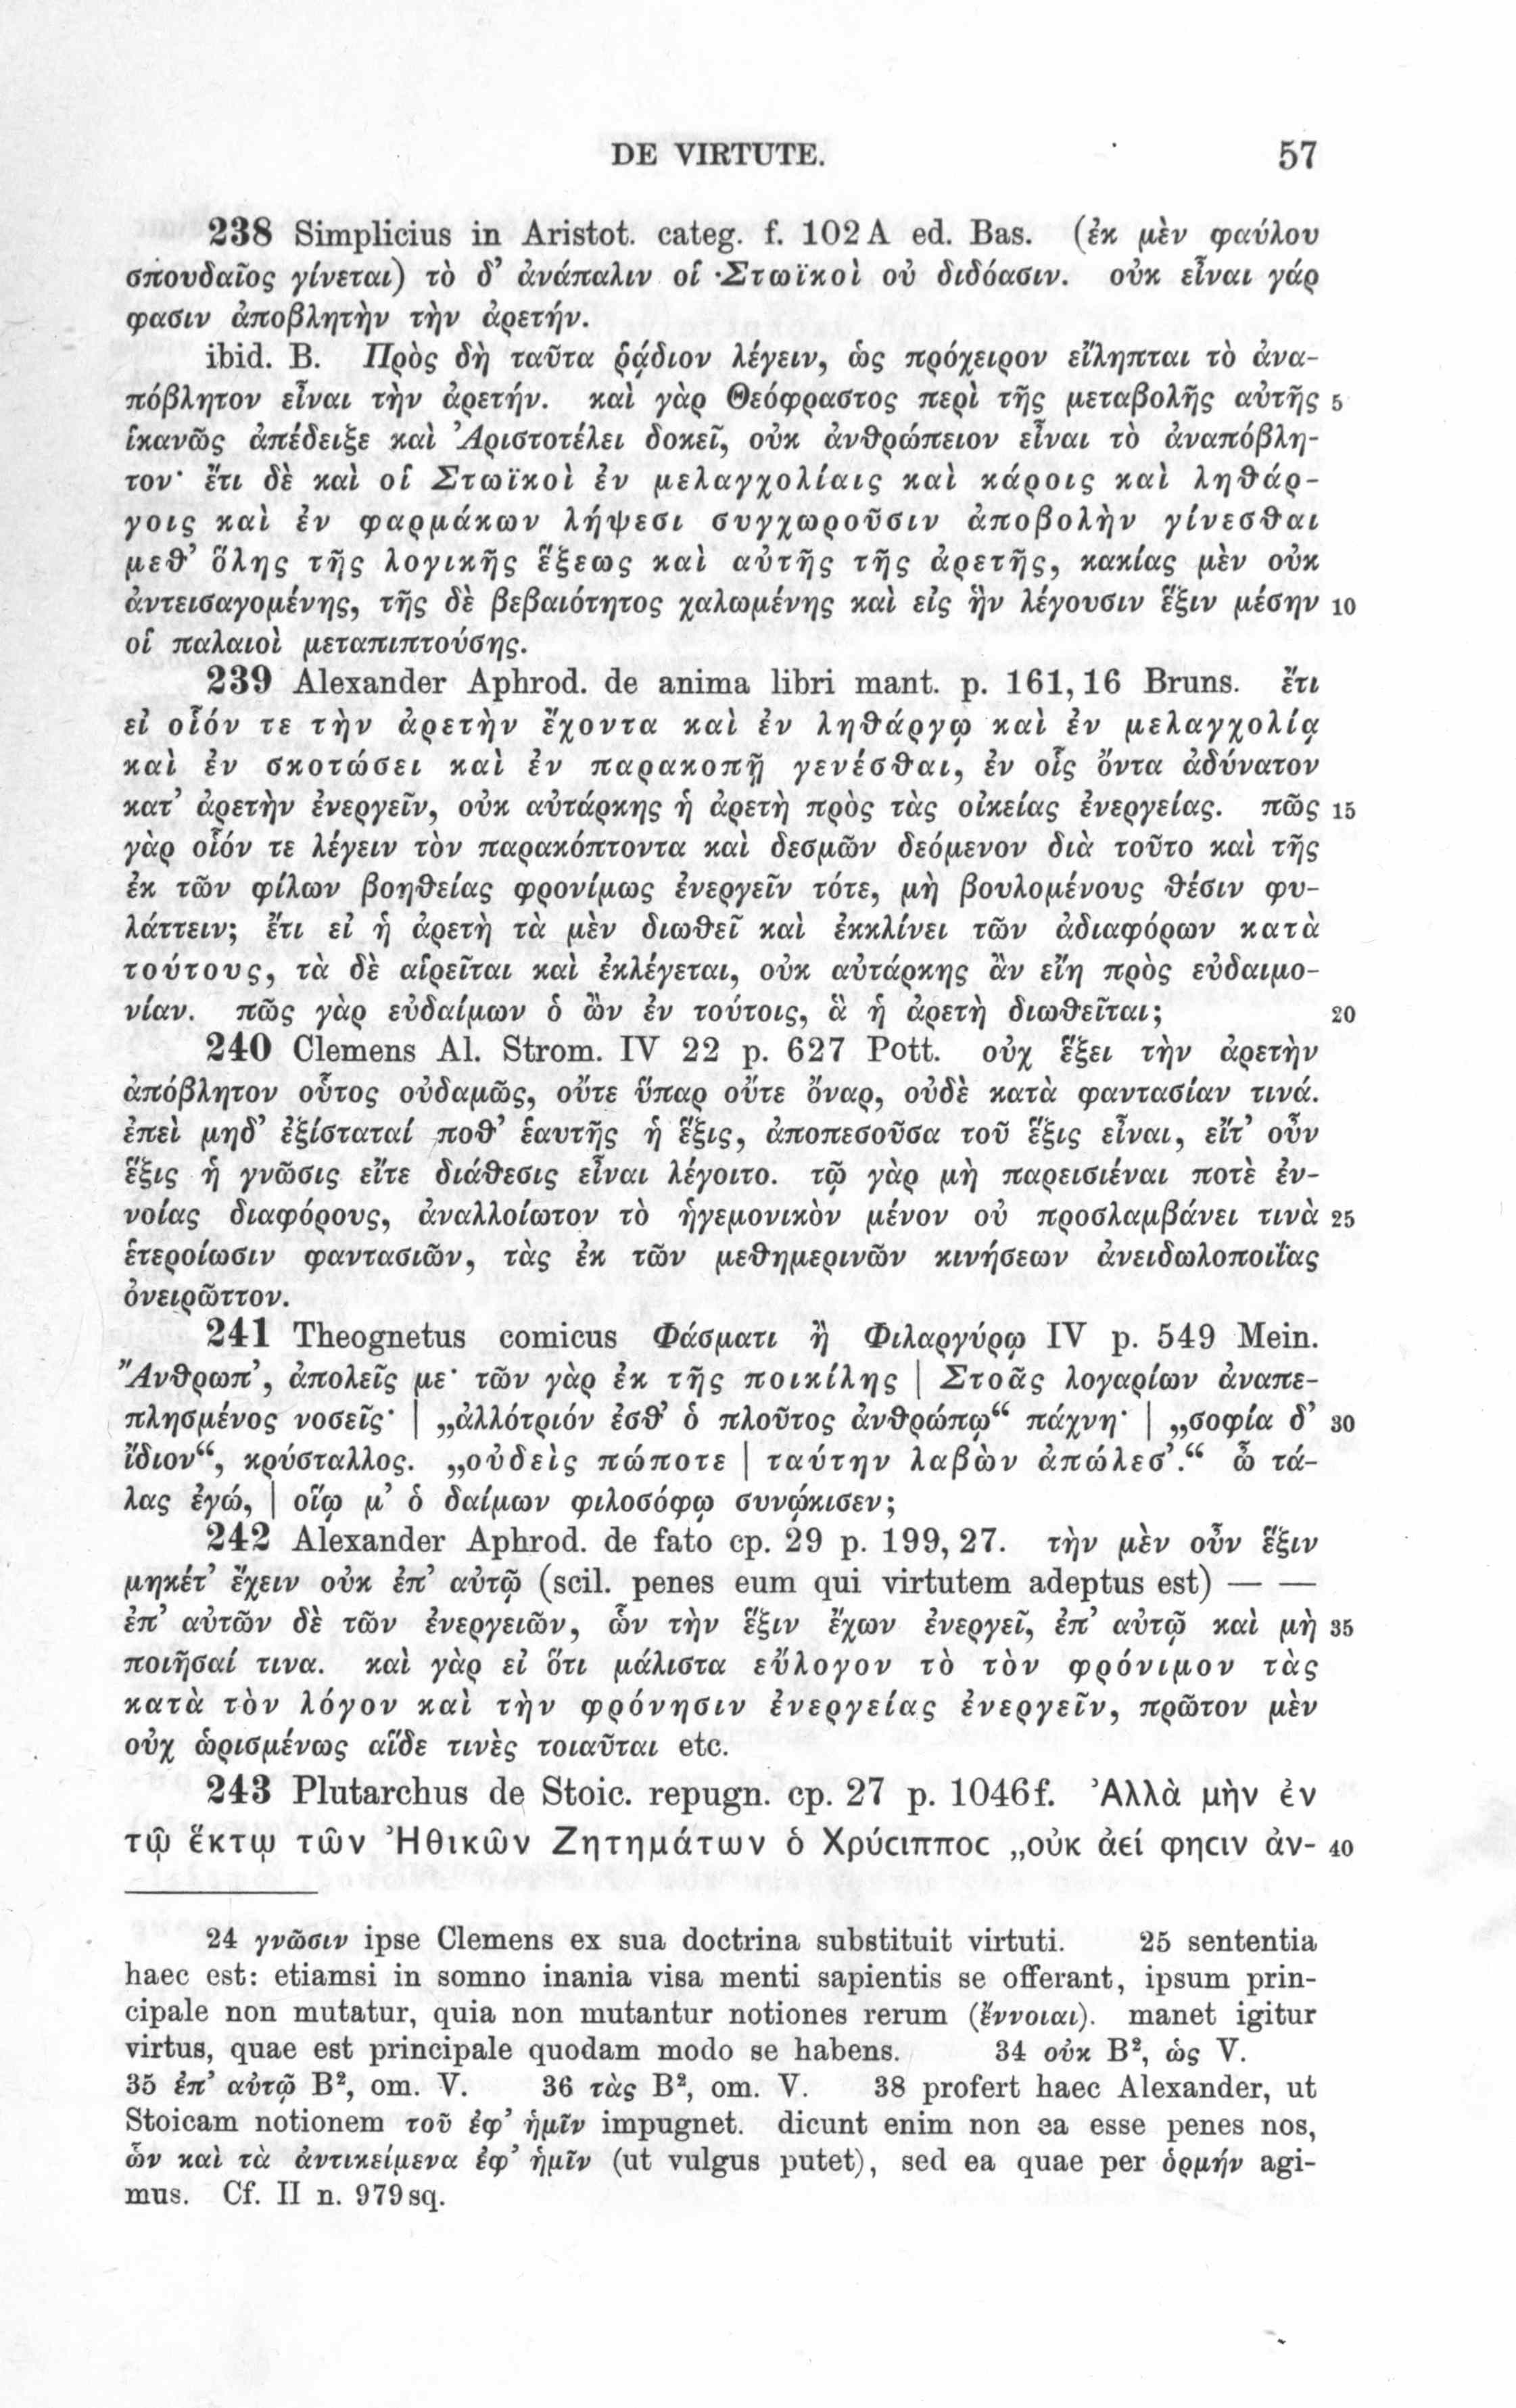 DE VIRTUTE. 57
238 Simplicius in Aristot. categ. f. 102A ed. Bas. (ἐκ μὲν φαύλου
σπουδαῖος γίνεται) τὸ δ’ ἀνάπαλιν οἱ Στωϊκοὶ οὐ διδόασιν. οὐκ εἶναι γάρ
φασιν ἀποβλητὴν τὴν ἀρετήν.
ibid. B. Πρὸς δὴ ταῦτα ῥᾴδιον λέγειν, ὡς πρόχειρον εἴληπται τὸ ἀνα-
πόβλητον εἶναι τὴν ἀρετήν. καὶ γὰρ Θεόφραστος περὶ τῆς μεταβολῆς αὐτῆς 5
ἱκανῶς ἀπέδειξε καὶ Ἀριστοτέλει δοκεῖ, οὐκ ἀνθρώπειον εἶναι τὸ ἀναπόβλη-
τον· ἔτι δὲ καὶ οἱ Στωϊκοὶ ἐν μελαγχολίαις καὶ κάροις καὶ ληθάρ-
γοις καὶ ἐν φαρμάκων λήψεσι συγχωροῦσιν ἀποβολὴν γίνεσθαι
μεθ’ ὅλης τῆς λογικῆς ἕξεως καὶ αὐτῆς τῆς ἀρετῆς, κακίας μὲν οὐκ
ἀντεισαγομένης, τῆς δὲ βεβαιότητος χαλωμένης καὶ εἰς ἣν λέγουσιν ἕξιν μέσην 10
οἱ παλαιοὶ μεταπιπτούσης.
239 Alexander Aphrod. de anima libri mant. p. 161,16 Bruns. ἔτι
εἰ οἷόν τε τὴν ἀρετὴν ἔχοντα καὶ ἐν ληθάργῳ καὶ ἐν μελαγχολίᾳ
καὶ ἐν σκοτώσει καὶ ἐν παρακοπῇ γενέσθαι, ἐν οἷς ὄντα ἀδύνατον
κατ’ ἀρετὴν ἐνεργεῖν, οὐκ αὐτάρκης ἡ ἀρετὴ πρὸς τὰς οἰκείας ἐνεργείας. πῶς 15
γὰρ οἷόν τε λέγειν τὸν παρακόπτοντα καὶ δεσμῶν δεόμενον διὰ τοῦτο καὶ τῆς
ἐκ τῶν φίλων βοηθείας φρονίμως ἐνεργεῖν τότε, μὴ βουλομένους θέσιν φυ-
λάττειν; ἔτι εἰ ἡ ἀρετὴ τὰ μὲν διωθεῖ καὶ ἐκκλίνει τῶν ἀδιαφόρων κατὰ
τούτους, τὰ δὲ αἱρεῖται καὶ ἐκλέγεται, οὐκ αὐτάρκης ἂν εἴη πρὸς εὐδαιμο-
νίαν. πῶς γὰρ εὐδαίμων ὁ ὢν ἐν τούτοις, ἃ ἡ ἀρετὴ διωθεῖται; 20
240 Clemens Al. Strom. IV 22 p. 627 Pott. οὐχ ἕξει τὴν ἀρετὴν
ἀπόβλητον οὗτος οὐδαμῶς, οὔτε ὕπαρ οὔτε ὄναρ, οὐδὲ κατὰ φαντασίαν τινά.
ἐπεὶ μηδ’ ἐξίσταταί ποθ’ ἑαυτῆς ἡ ἕξις, ἀποπεσοῦσα τοῦ ἕξις εἶναι, εἴτ’ οὖν
ἕξις ἡ γνῶσις εἴτε διάθεσις εἶναι λέγοιτο. τῷ γὰρ μὴ παρεισιέναι ποτὲ ἐν-
νοίας διαφόρους, ἀναλλοίωτον τὸ ἡγεμονικὸν μένον οὐ προσλαμβάνει τινὰ 25
ἑτεροίωσιν φαντασιῶν, τὰς ἐκ τῶν μεθημερινῶν κινήσεων ἀνειδωλοποιΐας
ὀνειρῶττον.
241 Theognetus comicus Φάσματι ἢ Φιλαργύρῳ IV p. 549 Mein.
Ἄνθρωπ’, ἀπολεῖς με· τῶν γὰρ ἐκ τῆς ποικίλης | Στοᾶς λογαρίων ἀναπε-
πλησμένος νοσεῖς· | „ἀλλότριόν ἐσθ’ ὁ πλοῦτος ἀνθρώπῳ“ πάχνη· | „σοφία δ’ 30
ἴδιον“, κρύσταλλος. „οὐδεὶς πώποτε | ταύτην λαβὼν ἀπώλεσ’.“ ὦ τά-
λας ἐγώ, | οἵῳ μ’ ὁ δαίμων φιλοσόφῳ συνῴκισεν;
242 Alexander Aphrod. de fato cp. 29 p. 199, 27. τὴν μὲν οὖν ἕξιν
μηκέτ’ ἔχειν οὐκ ἐπ’ αὐτῷ (scil. penes eum qui virtutem adeptus est) — —
ἐπ’ αὐτῶν δὲ τῶν ἐνεργειῶν, ὧν τὴν ἕξιν ἔχων ἐνεργεῖ, ἐπ’ αὐτῷ καὶ μὴ 35
ποιῆσαί τινα. καὶ γὰρ εἰ ὅτι μάλιστα εὔλογον τὸ τὸν φρόνιμον τὰς
κατὰ τὸν λόγον καὶ τὴν φρόνησιν ἐνεργείας ἐνεργεῖν, πρῶτον μὲν
οὐχ ὡρισμένως αἵδε τινὲς τοιαῦται etc.
243 Plutarchus de Stoic. repugn. cp. 27 p. 1046f. Ἀλλὰ μὴν ἐν
τῷ ἕκτῳ τῶν Ἠθικῶν Ζητημάτων ὁ Χρύϲιπποϲ „οὐκ ἀεί φηϲιν ἀν- 40
24 γνῶσιν ipse Clemens ex sua doctrina substituit virtuti. 25 sententia
haec est: etiamsi in somno inania visa menti sapientis se offerant, ipsum prin-
cipale non mutatur, quia non mutantur notiones rerum (ἔννοιαι). manet igitur
virtus, quae est principale quodam modo se habens. 34 οὐκ B², ὡς V.
35 ἐπ’ αὐτῷ B², om. V. 36 τὰς B², om. V. 38 profert haec Alexander, ut
Stoicam notionem τοῦ ἐφ’ ἡμῖν impugnet. dicunt enim non ea esse penes nos,
ὧν καὶ τὰ ἀντικείμενα ἐφ’ ἡμῖν (ut vulgus putet), sed ea quae per ὁρμήν agi-
mus. Cf. II n. 979sq.